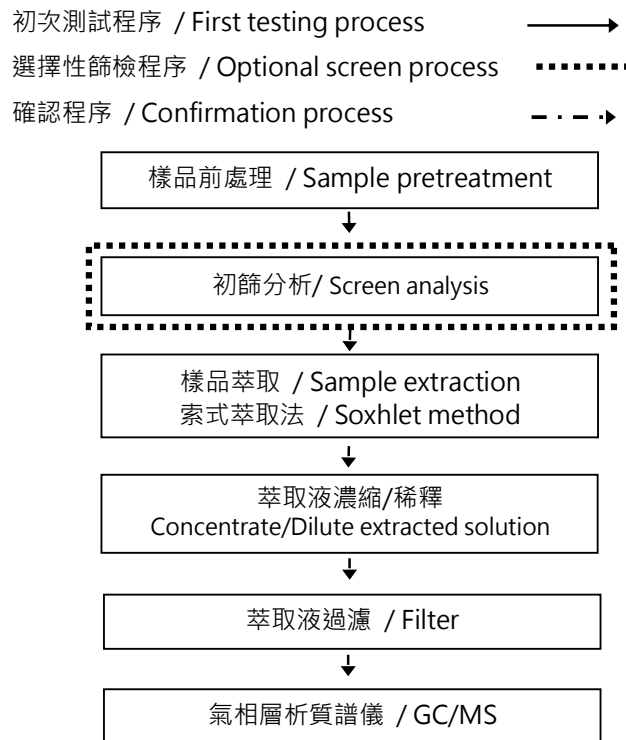 初次測試程序 / First testing process
選擇性篩檢程序 / Optional screen process
確認程序 / Confirmation process
樣品前處理 / Sample pretreatment
初篩分析/ Screen analysis
樣品萃取 / Sample extraction
索式萃取法 / Soxhlet method
萃取液濃縮/稀釋
Concentrate/Dilute extracted solution
萃取液過濾 / Filter
氣相層析質譜儀 / GC/MS